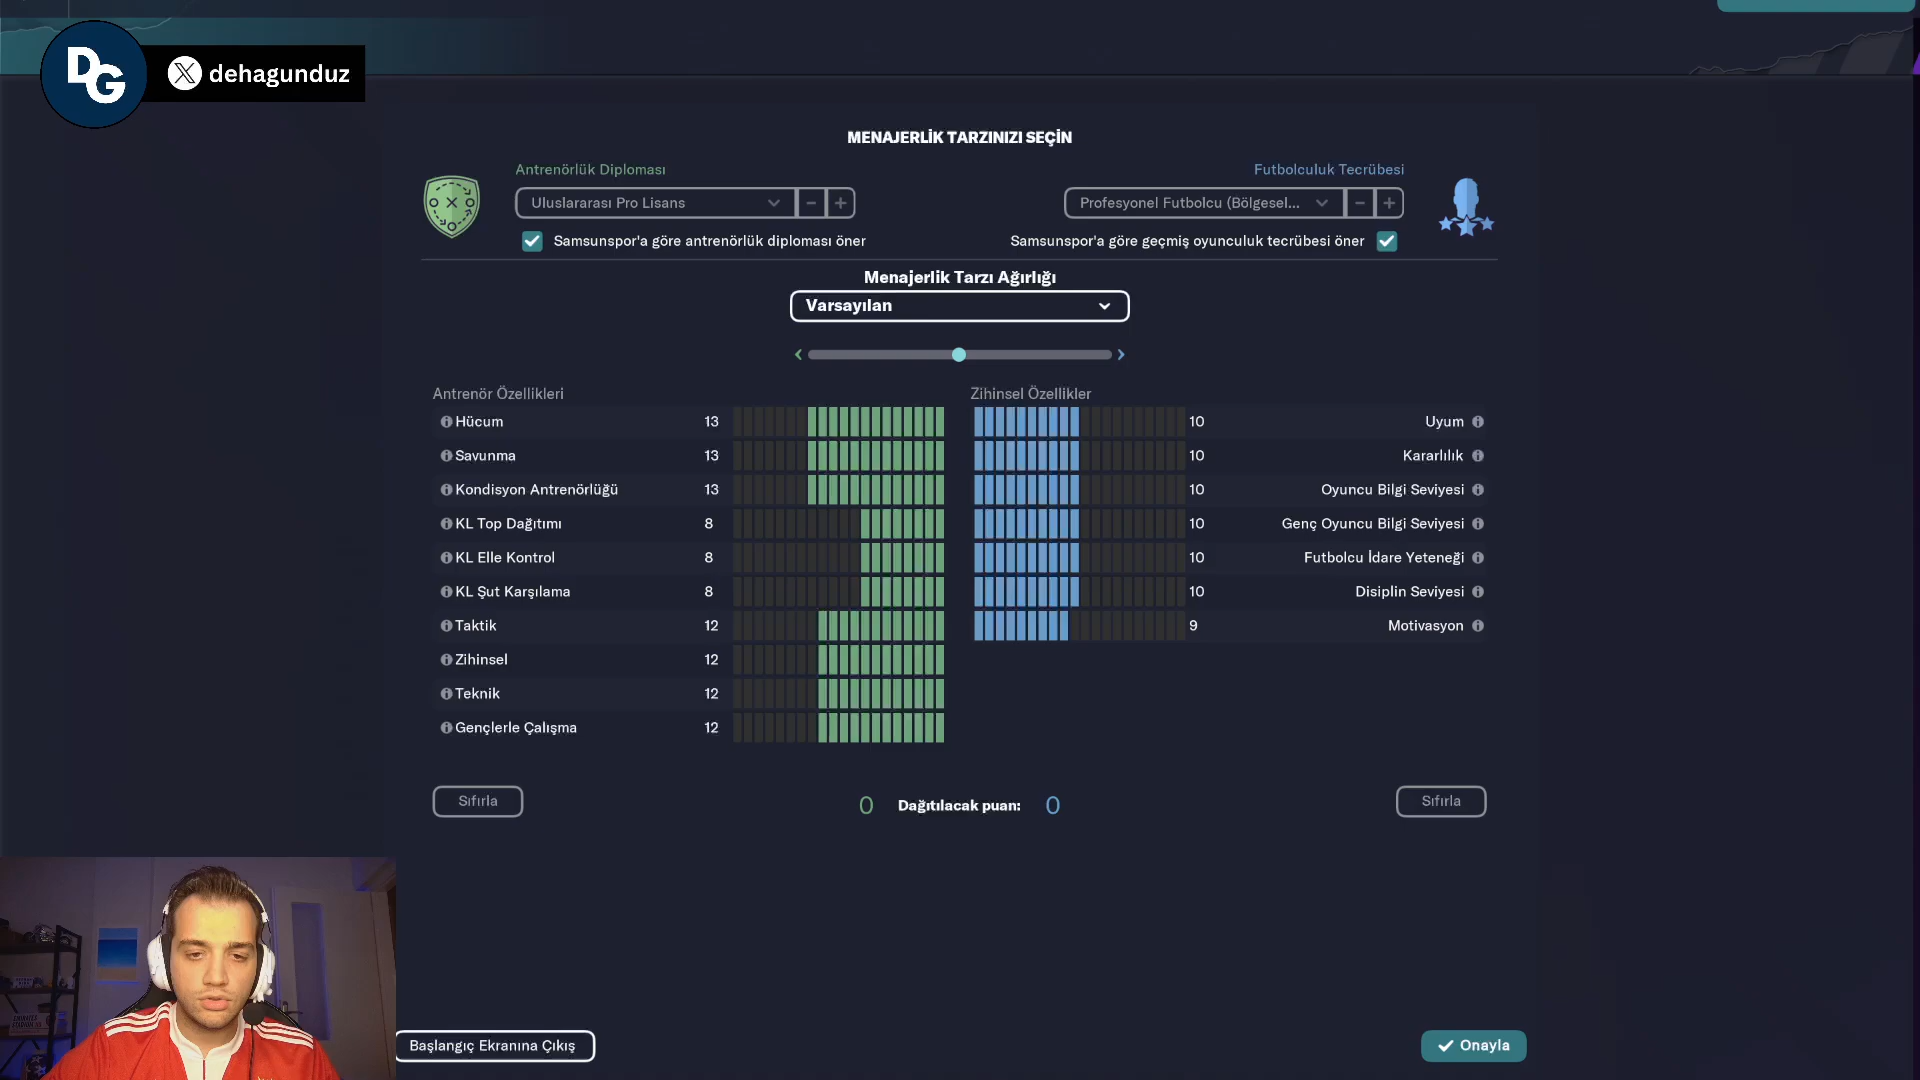 DG
dehagunduz
MENAJERLİK TARZINIZI SEÇİN
Antrenörlük Diploması
Futbolculuk Tecrübesi
Uluslararası Pro Lisans
Profesyonel Futbolcu (Bölgesel...
Samsunspor'a göre antrenörlük diploması öner
Samsunspor'a göre geçmiş oyunculuk tecrübesi öner
Menajerlik Tarzı Ağırlığı
Varsayılan
Antrenör Özellikleri
Zihinsel Özellikler
Hücum 13
10 Uyum
Savunma 13
10 Kararlılık
Kondisyon Antrenörlüğü 13
10 Oyuncu Bilgi Seviyesi
KL Top Dağıtımı 8
10 Genç Oyuncu Bilgi Seviyesi
KL Elle Kontrol 8
10 Futbolcu İdare Yeteneği
KL Şut Karşılama 8
10 Disiplin Seviyesi
Taktik 12
9 Motivasyon
Zihinsel 12
Teknik 12
Gençlerle Çalışma 12
Sıfırla
0 Dağıtılacak puan: 0
Sıfırla
Başlangıç Ekranına Çıkış
Onayla